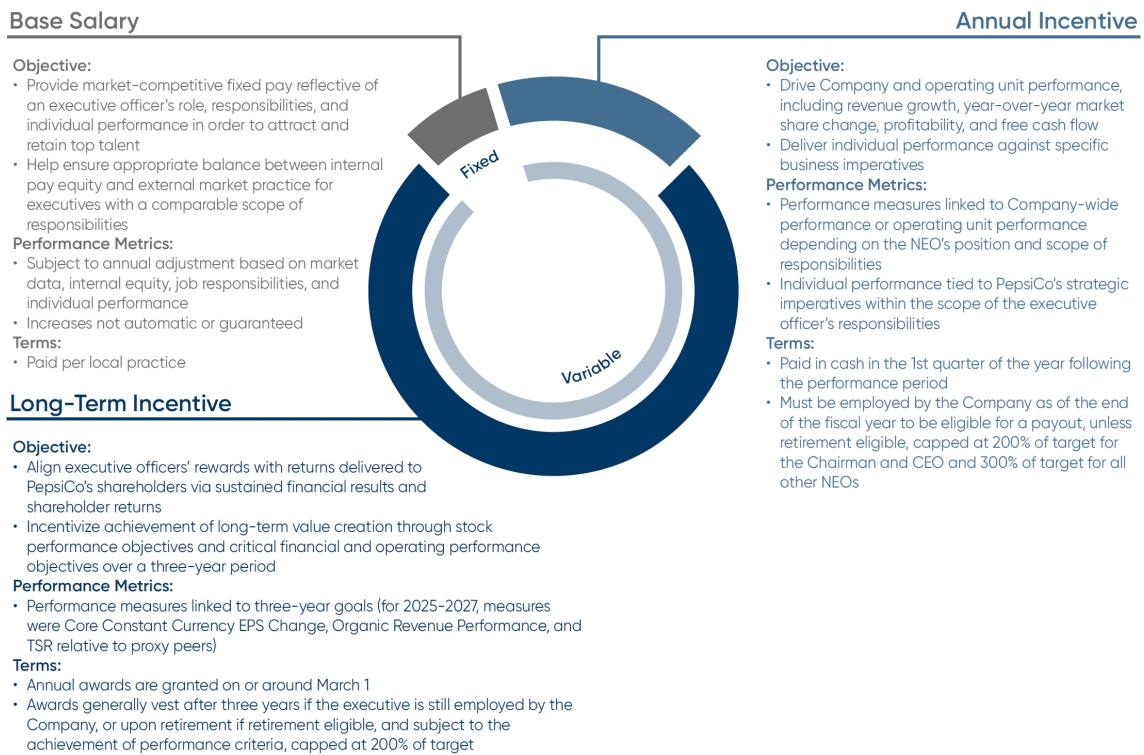 Base Salary
Objective:
• Provide market-competitive fixed pay reflective of
an executive officer's role, responsibilities, and
individual performance in order to attract and
retain top talent
• Help ensure appropriate balance between internal
pay equity and external market practice for
executives with a comparable scope of
responsibilities
Performance Metrics:
• Subject to annual adjustment based on market
data, internal equity, job responsibilities, and
individual performance
• Increases not automatic or guaranteed
Terms:
• Paid per local practice
Annual Incentive
Objective:
• Drive Company and operating unit performance,
including revenue growth, year-over-year market
share change, profitability, and free cash flow
• Deliver individual performance against specific
business imperatives
Performance Metrics:
• Performance measures linked to Company-wide
performance or operating unit performance
depending on the NEO's position and scope of
responsibilities
• Individual performance tied to PepsiCo's strategic
imperatives within the scope of the executive
officer's responsibilities
Terms:
• Paid in cash in the 1st quarter of the year following
the performance period
• Must be employed by the Company as of the end
of the fiscal year to be eligible for a payout, unless
retirement eligible, capped at 200% of target for
the Chairman and CEO and 300% of target for all
other NEOs
Fixed
Variable
Long-Term Incentive
Objective:
• Align executive officers' rewards with returns delivered to
PepsiCo's shareholders via sustained financial results and
shareholder returns
• Incentivize achievement of long-term value creation through stock
performance objectives and critical financial and operating performance
objectives over a three-year period
Performance Metrics:
• Performance measures linked to three-year goals (for 2025-2027, measures
were Core Constant Currency EPS Change, Organic Revenue Performance, and
TSR relative to proxy peers)
Terms:
• Annual awards are granted on or around March 1
• Awards generally vest after three years if the executive is still employed by the
Company, or upon retirement if retirement eligible, and subject to the
achievement of performance criteria, capped at 200% of target